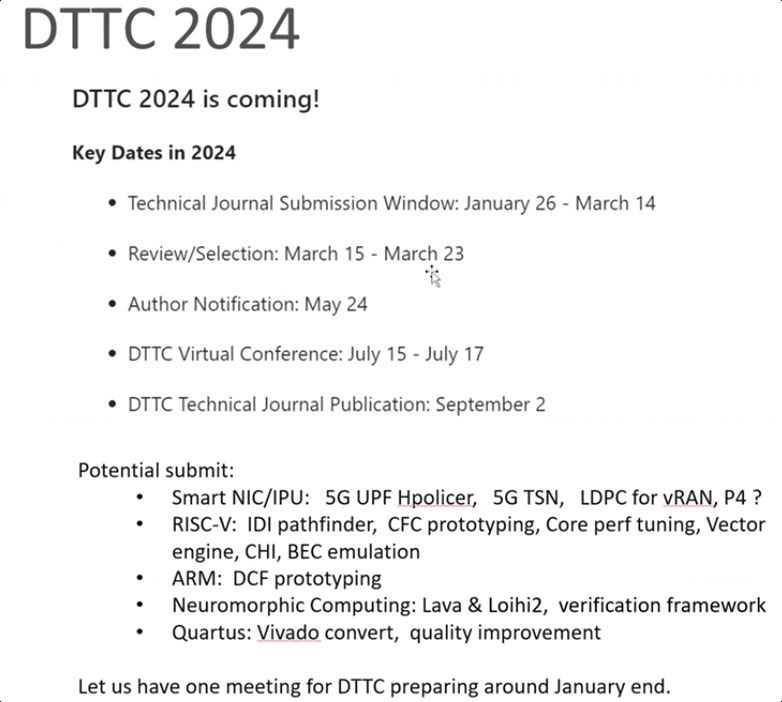 DTTC 2024
DTTC 2024 is coming!
Key Dates in 2024
• Technical Journal Submission Window: January 26 - March 14
• Review/Selection: March 15 - March 23
• Author Notification: May 24
• DTTC Virtual Conference: July 15 - July 17
• DTTC Technical Journal Publication: September 2
Potential submit:
• Smart NIC/IPU: 5G UPF Hpolicer, 5G TSN, LDPC for vRAN, P4 ?
• RISC-V: IDI pathfinder, CFC prototyping, Core perf tuning, Vector
engine, CHI, BEC emulation
• ARM: DCF prototyping
• Neuromorphic Computing: Lava & Loihi2, verification framework
• Quartus: Vivado convert, quality improvement
Let us have one meeting for DTTC preparing around January end.